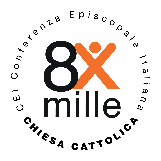 CEI Conferenza Episcopale Italiana
8X
mille
CHIESA CATTOLICA